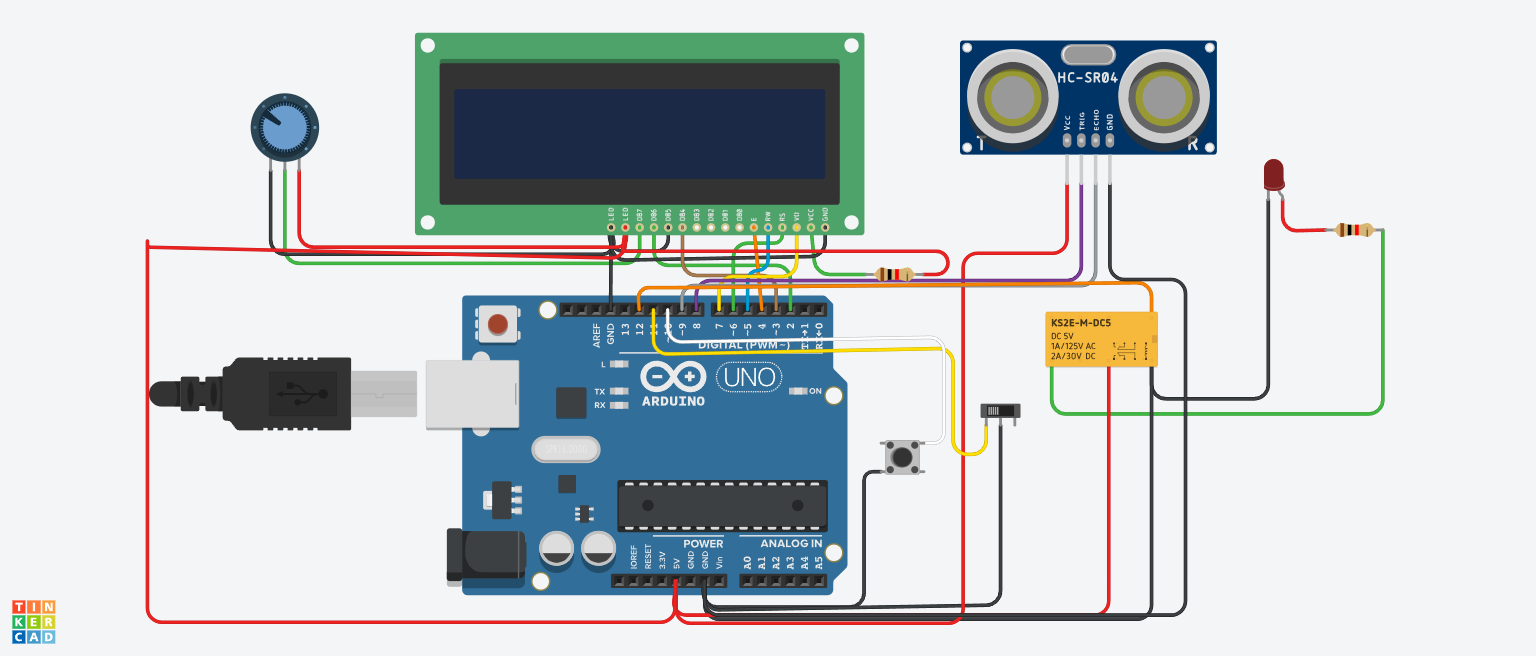 HC-SR04
VCC
TRIG
ECHO
GND
T
R
LED
LED
DB7
DB6
DB5
DB4
DB3
DB2
DB1
DB0
E
RW
RS
V0
VCC
GND
KS2E-M-DC5
DC 5V
1A/125V AC
2A/30V DC
AREF
GND
13
12
~9
8
7
~6
~5
4
~3
2
TX→1
RX←0
DIGITAL (PWM ~)
L
TX
RX
ARDUINO
UNO
ON
IOREF
RESET
3.3V
5V
GND
GND
Vin
POWER
ANALOG IN
A0
A1
A2
A3
A4
A5
TIN
KER
CAD